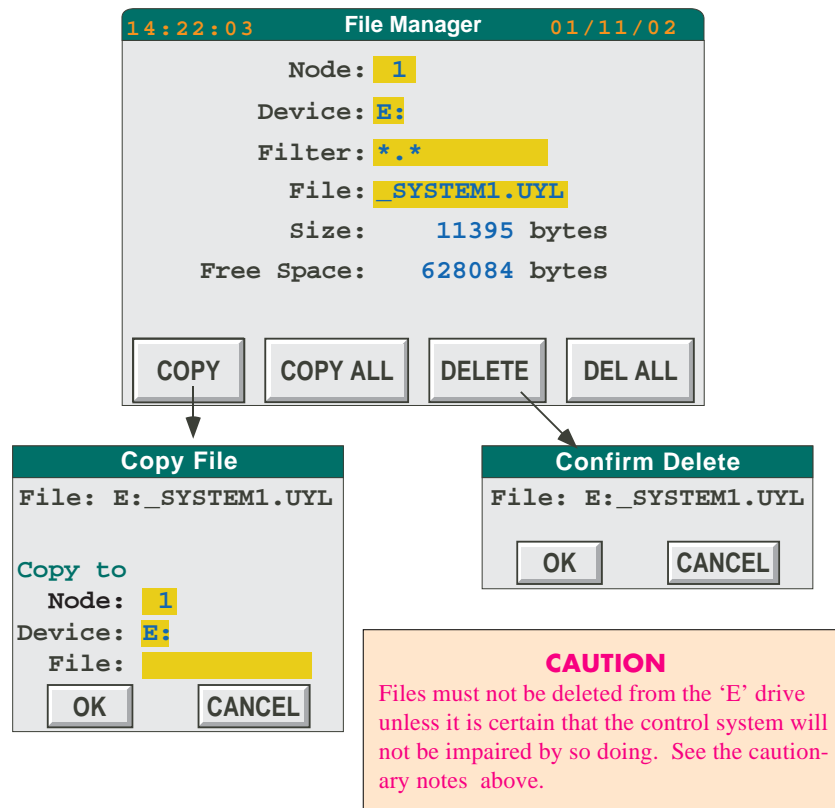 14:22:03 File Manager 01/11/02
Node: 1
Device: E:
Filter: *.*
File: _SYSTEM1.UYL
Size: 11395 bytes
Free Space: 628084 bytes
COPY COPY ALL DELETE DEL ALL
Copy File
File: E:_SYSTEM1.UYL
Copy to
Node: 1
Device: E:
File:
OK CANCEL
Confirm Delete
File: E:_SYSTEM1.UYL
OK CANCEL
CAUTION
Files must not be deleted from the ‘E’ drive
unless it is certain that the control system will
not be impaired by so doing. See the caution-
ary notes above.